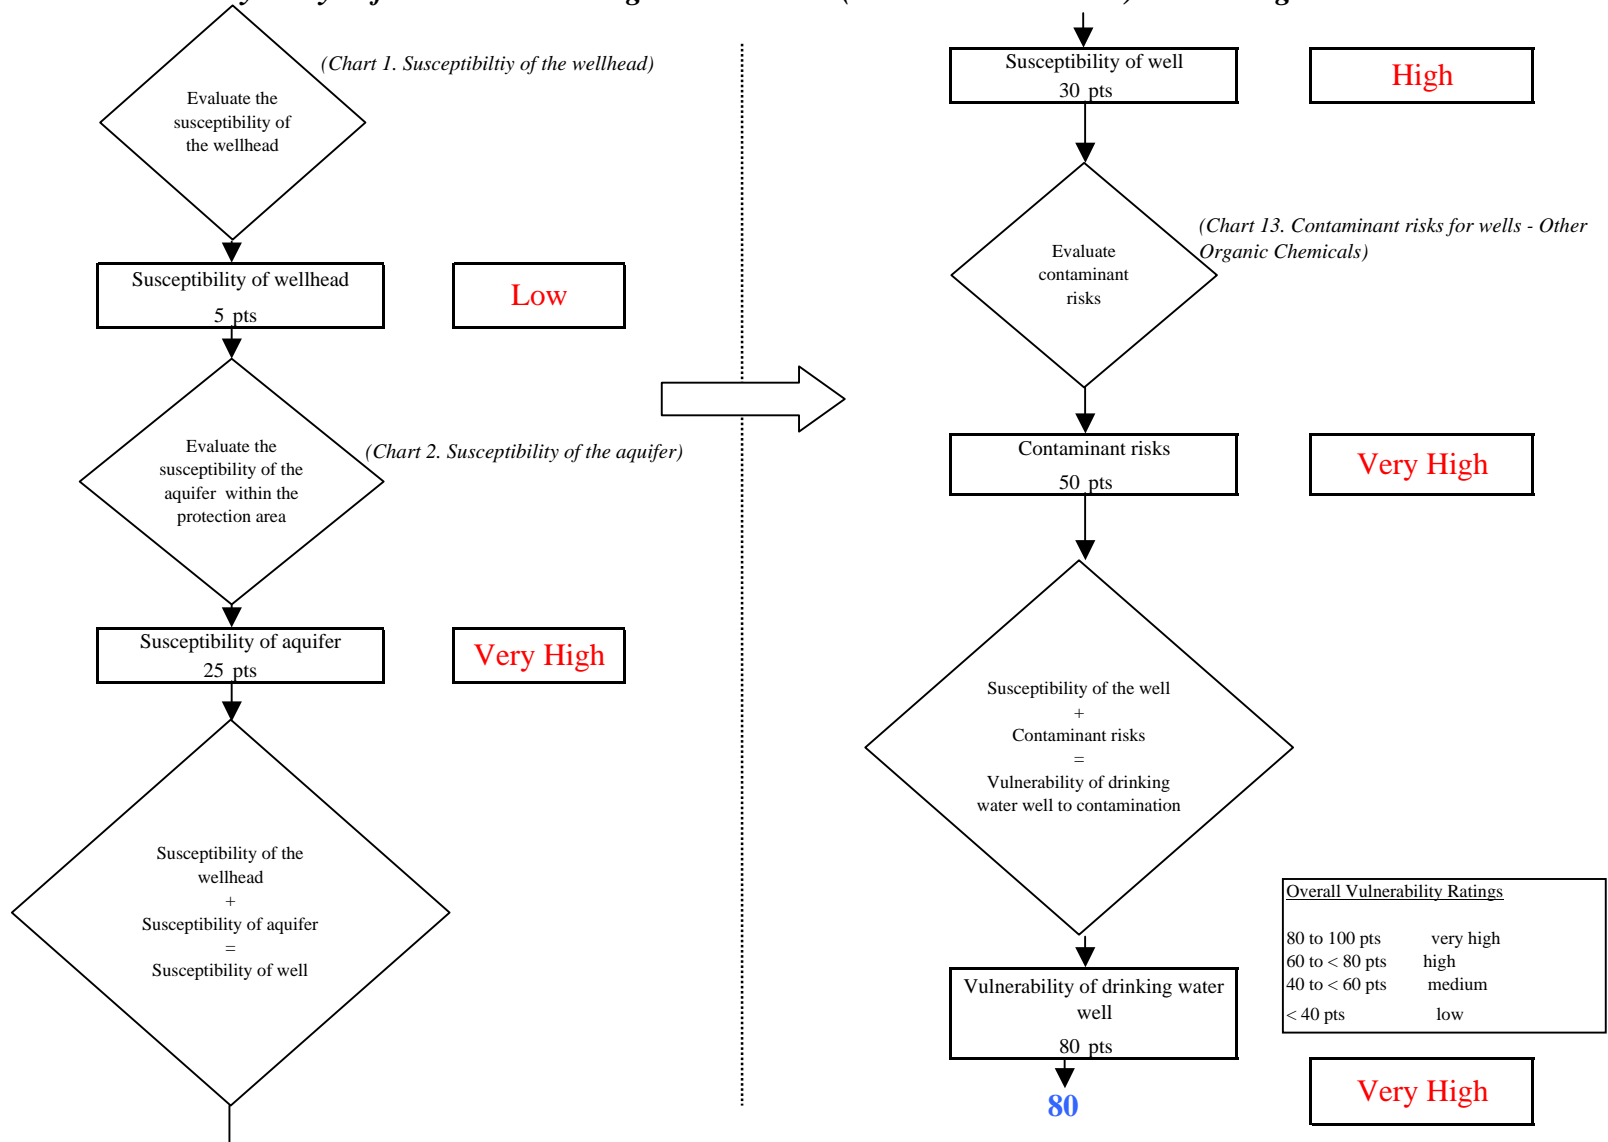 (Chart 1. Susceptibiltiy of the wellhead)
Evaluate the
susceptibility of
the wellhead
Susceptibility of wellhead
5 pts
Low
Evaluate the
susceptibility of the
aquifer within the
protection area
(Chart 2. Susceptibility of the aquifer)
Susceptibility of aquifer
25 pts
Very High
Susceptibility of the
wellhead
+
Susceptibility of aquifer
=
Susceptibility of well
Susceptibility of well
30 pts
High
Evaluate
contaminant
risks
(Chart 13. Contaminant risks for wells - Other
Organic Chemicals)
Contaminant risks
50 pts
Very High
Susceptibility of the well
+
Contaminant risks
=
Vulnerability of drinking
water well to contamination
Overall Vulnerability Ratings
80 to 100 pts very high
60 to < 80 pts high
40 to < 60 pts medium
< 40 pts low
Vulnerability of drinking water
well
80 pts
80
Very High